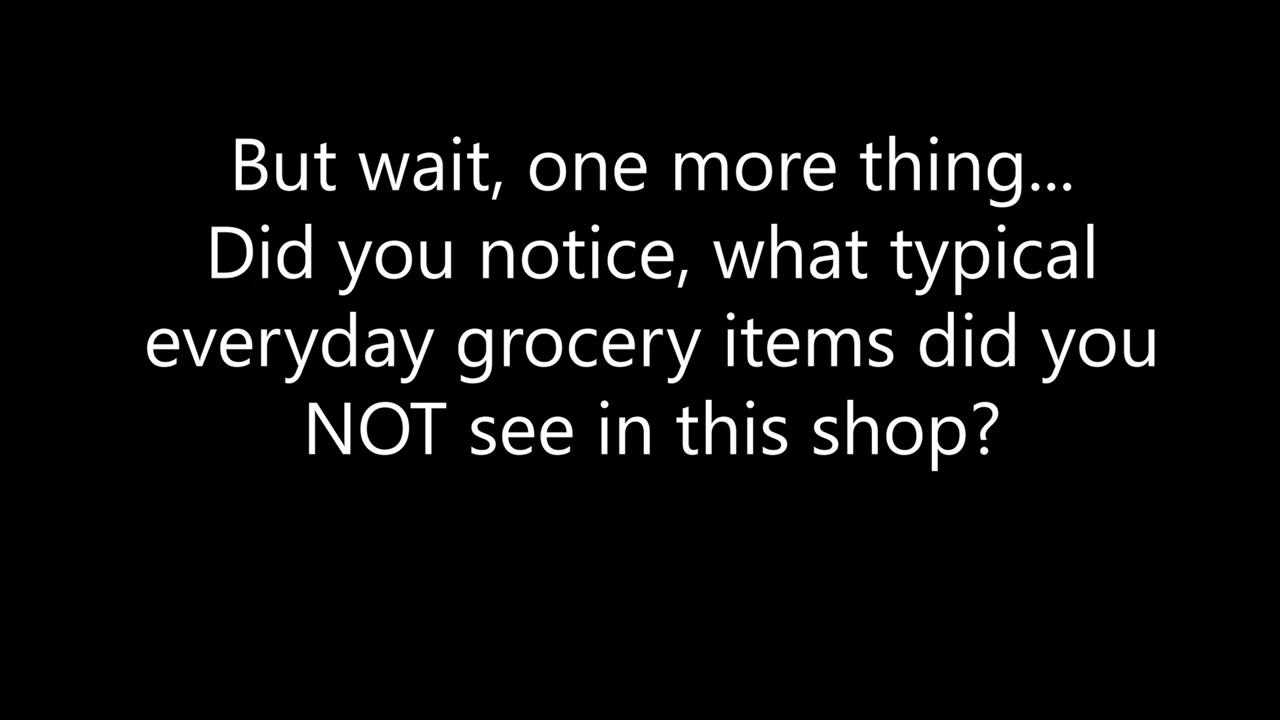 But wait, one more thing...
Did you notice, what typical
everyday grocery items did you
NOT see in this shop?